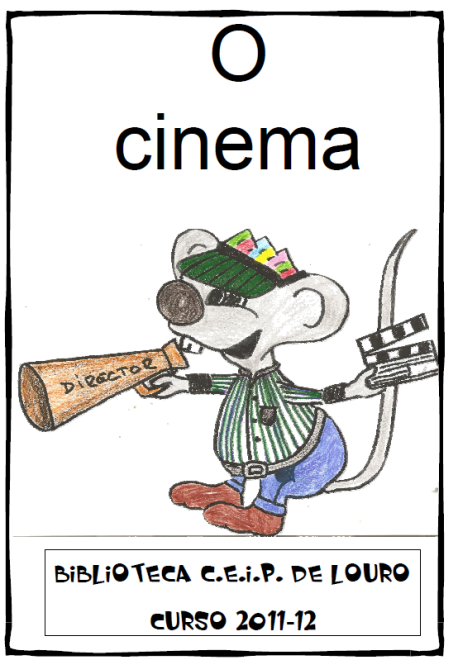 O
cinema
DIRECTOR
BIBLIOTECA C.E.I.P. DE LOURO
CURSO 2011-12